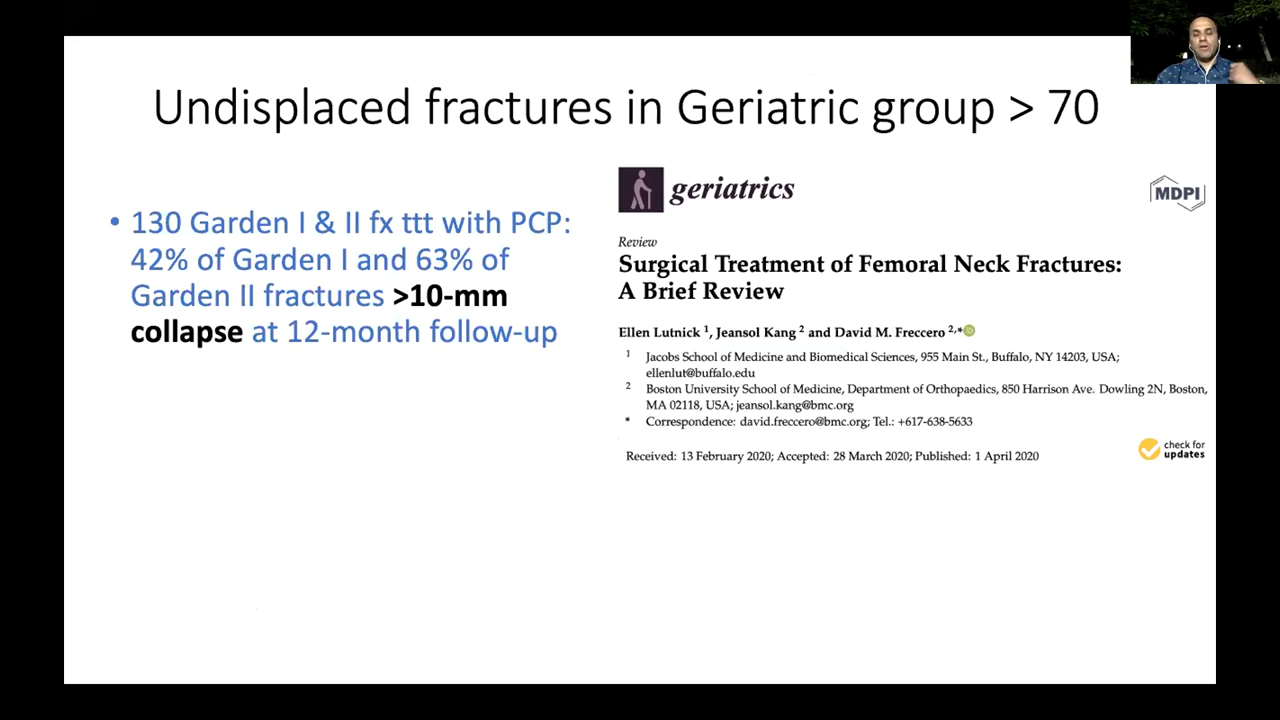 Undisplaced fractures in Geriatric group > 70
• 130 Garden I & II fx ttt with PCP:
42% of Garden I and 63% of
Garden II fractures >10-mm
collapse at 12-month follow-up
geriatrics
MDPI
Review
Surgical Treatment of Femoral Neck Fractures:
A Brief Review
Ellen Lutnick 1, Jeansol Kang 2 and David M. Freccero 2,*
1 Jacobs School of Medicine and Biomedical Sciences, 955 Main St., Buffalo, NY 14203, USA;
ellenlut@buffalo.edu
2 Boston University School of Medicine, Department of Orthopaedics, 850 Harrison Ave. Dowling 2N, Boston,
MA 02118, USA; jeansol.kang@bmc.org
* Correspondence: david.freccero@bmc.org; Tel.: +617-638-5633
Received: 13 February 2020; Accepted: 28 March 2020; Published: 1 April 2020
check for
updates